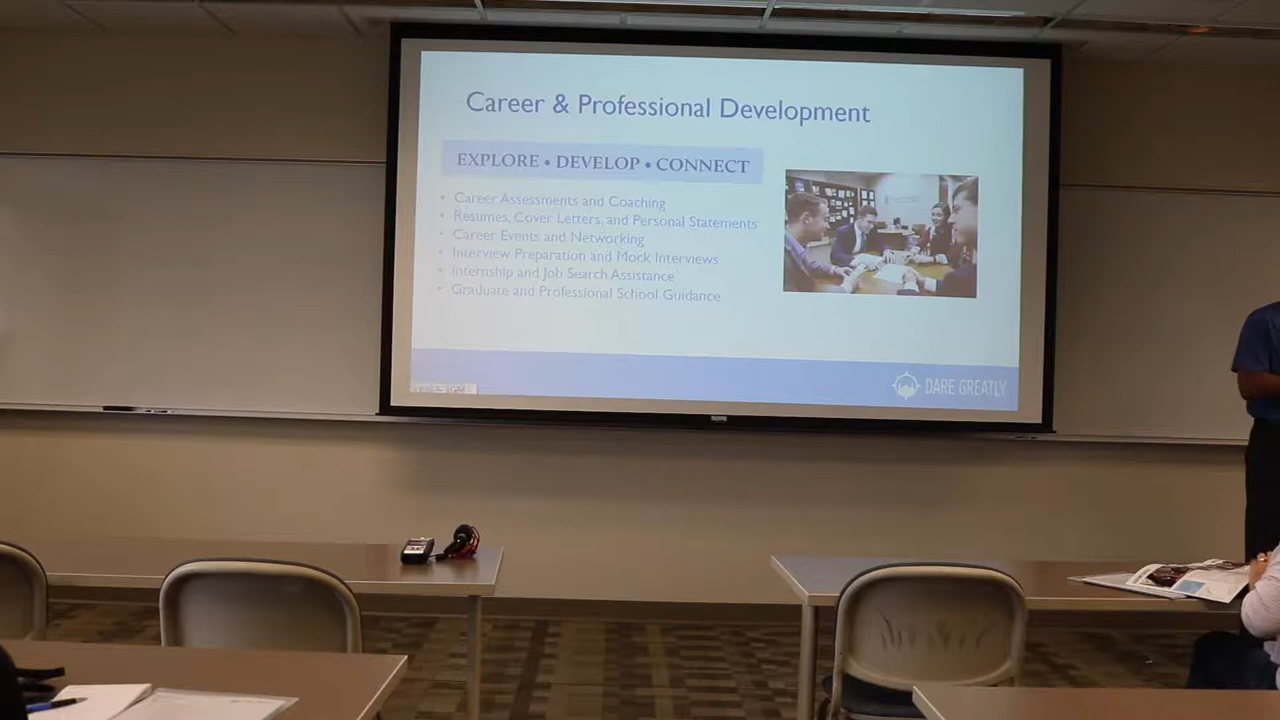 Career & Professional Development
EXPLORE • DEVELOP • CONNECT
• Career Assessments and Coaching
• Resumes, Cover Letters, and Personal Statements
• Career Events and Networking
• Interview Preparation and Mock Interviews
• Internship and Job Search Assistance
• Graduate and Professional School Guidance
DARE GREATLY